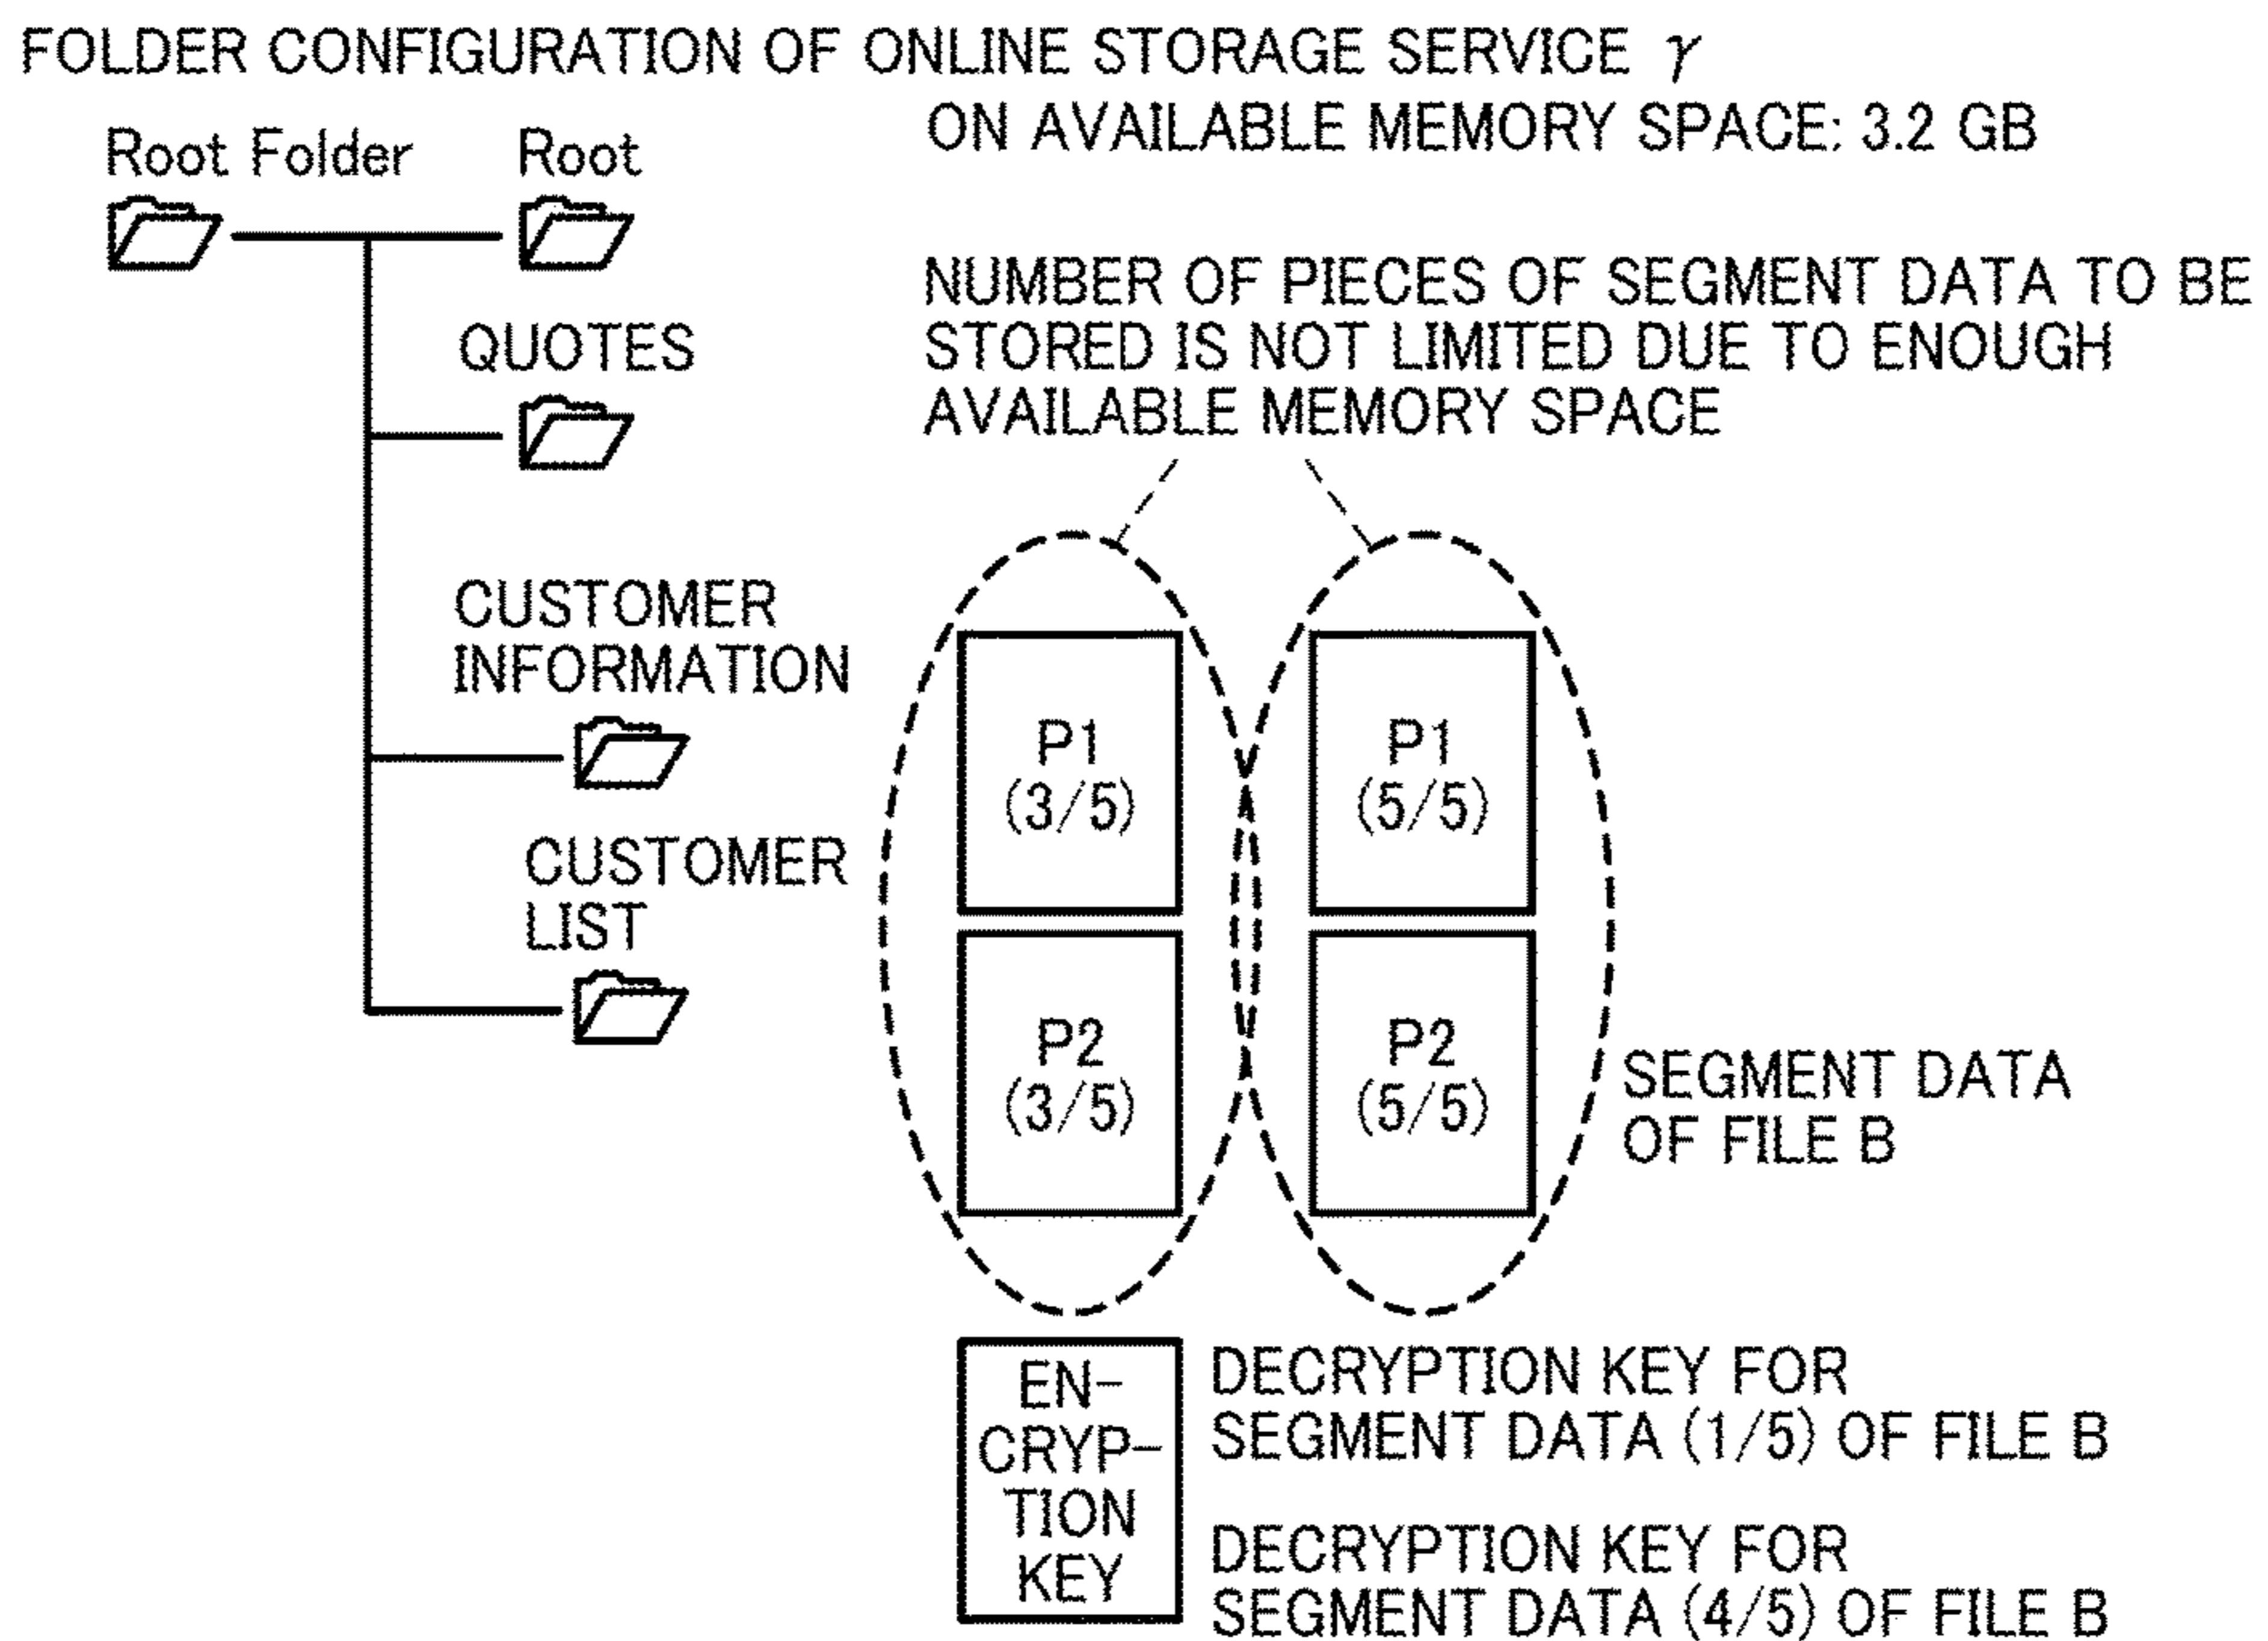 FOLDER CONFIGURATION OF ONLINE STORAGE SERVICE γ
ON AVAILABLE MEMORY SPACE: 3.2 GB
Root Folder
Root
NUMBER OF PIECES OF SEGMENT DATA TO BE
STORED IS NOT LIMITED DUE TO ENOUGH
AVAILABLE MEMORY SPACE
QUOTES
CUSTOMER
INFORMATION
CUSTOMER
LIST
P1
(3/5)
P1
(5/5)
P2
(3/5)
P2
(5/5)
SEGMENT DATA
OF FILE B
EN-
CRYP-
TION
KEY
DECRYPTION KEY FOR
SEGMENT DATA (1/5) OF FILE B
DECRYPTION KEY FOR
SEGMENT DATA (4/5) OF FILE B